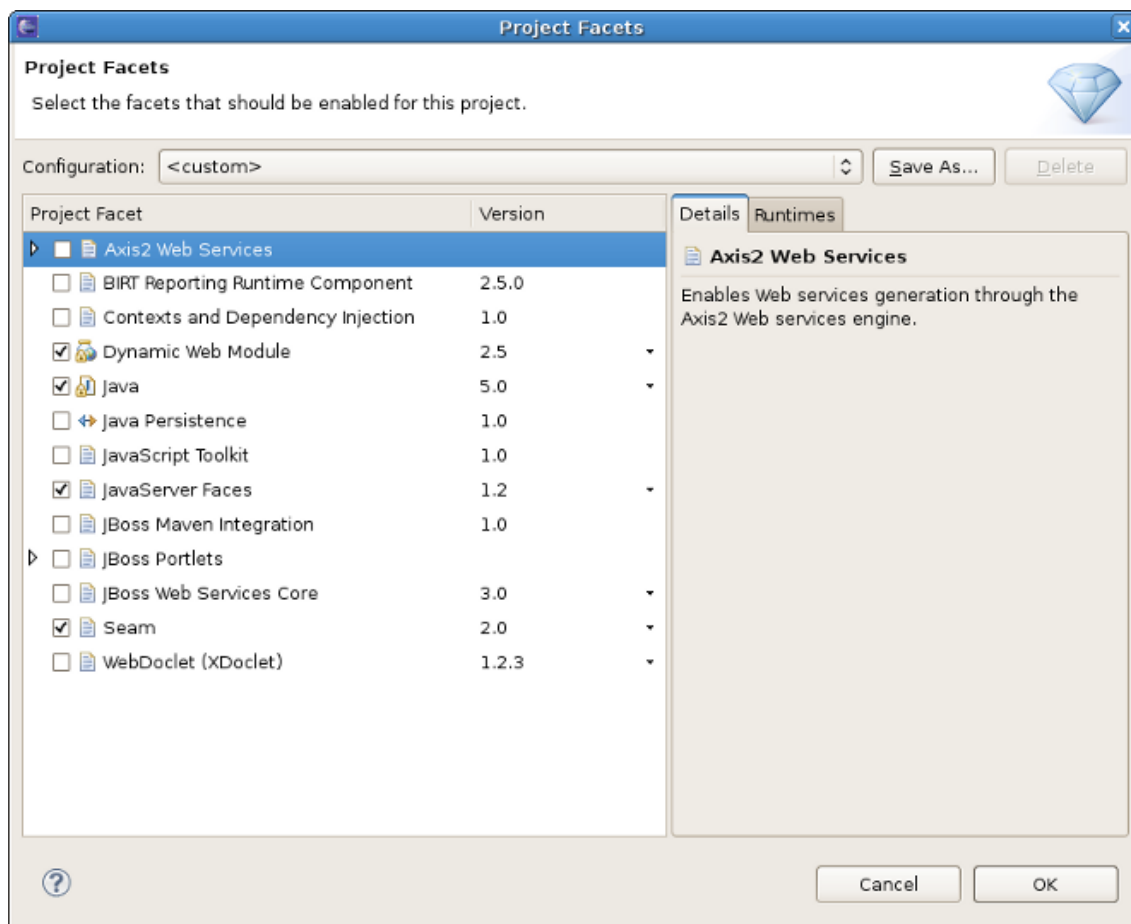 Project Facets
Project Facets
Select the facets that should be enabled for this project.
Configuration: <custom> Save As... Delete
Project Facet Version
Details Runtimes
Axis2 Web Services
BIRT Reporting Runtime Component 2.5.0
Contexts and Dependency Injection 1.0
Dynamic Web Module 2.5
Java 5.0
Java Persistence 1.0
JavaScript Toolkit 1.0
JavaServer Faces 1.2
JBoss Maven Integration 1.0
JBoss Portlets
JBoss Web Services Core 3.0
Seam 2.0
WebDoclet (XDoclet) 1.2.3
Axis2 Web Services
Enables Web services generation through the
Axis2 Web services engine.
Cancel OK